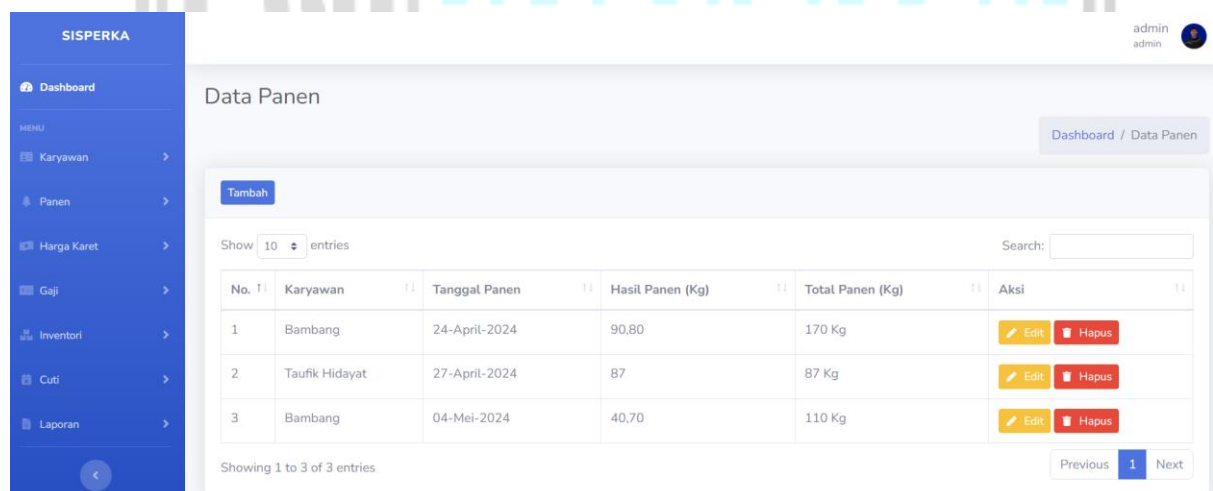 SISPERKA
admin
admin
Dashboard
Data Panen
MENU
Dashboard / Data Panen
Karyawan
Tambah
Panen
Harga Karet
Show 10 entries Search:
No. Karyawan Tanggal Panen Hasil Panen (Kg) Total Panen (Kg) Aksi
Gaji
1 Bambang 24-April-2024 90,80 170 Kg Edit Hapus
Inventori
2 Taufik Hidayat 27-April-2024 87 87 Kg Edit Hapus
Cuti
3 Bambang 04-Mei-2024 40,70 110 Kg Edit Hapus
Laporan
Showing 1 to 3 of 3 entries Previous 1 Next